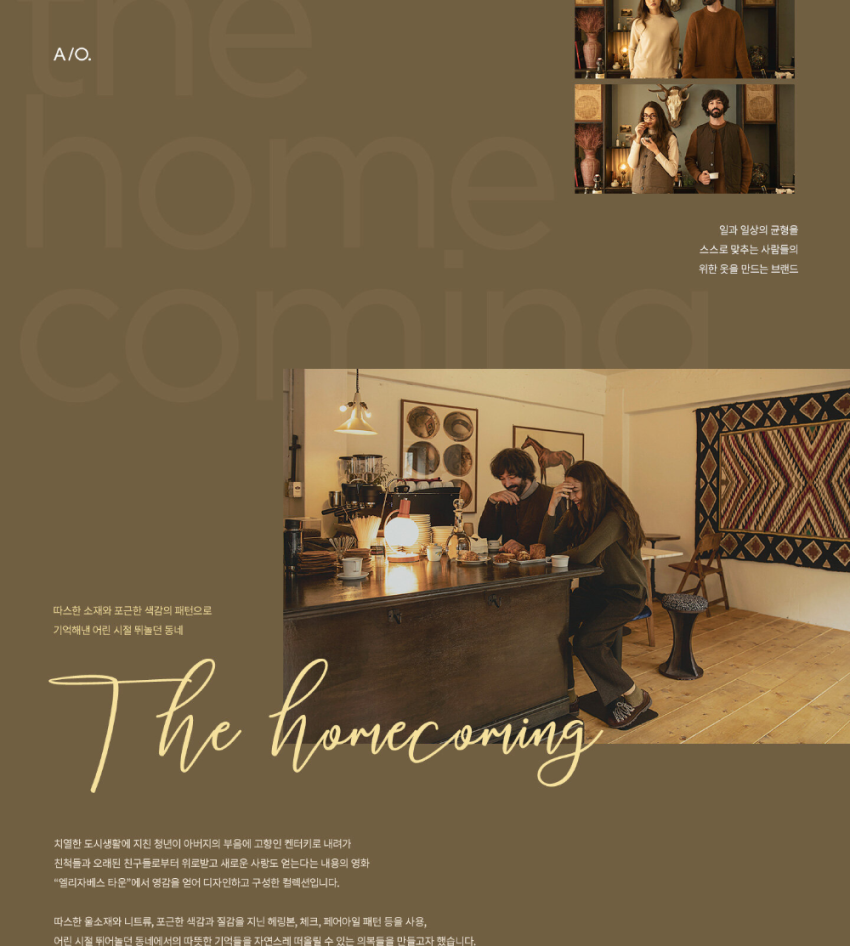 the
A/O.
home
coming
일과 일상의 균형을
스스로 맞추는 사람들의
위한 옷을 만드는 브랜드
따스한 소재와 포근한 색감의 패턴으로
기억해낸 어린 시절 뛰놀던 동네
The homecoming
치열한 도시생활에 지친 청년이 아버지의 부음에 고향인 켄터키로 내려가
친척들과 오래된 친구들로부터 위로받고 새로운 사랑도 얻는다는 내용의 영화
“엘리자베스 타운”에서 영감을 얻어 디자인하고 구성한 컬렉션입니다.
따스한 울소재와 니트류, 포근한 색감과 질감을 지닌 헤링본, 체크, 페어아일 패턴 등을 사용,
어린 시절 뛰어놀던 동네에서의 따뜻한 기억들을 자연스레 떠올릴 수 있는 의복들을 만들고자 했습니다.